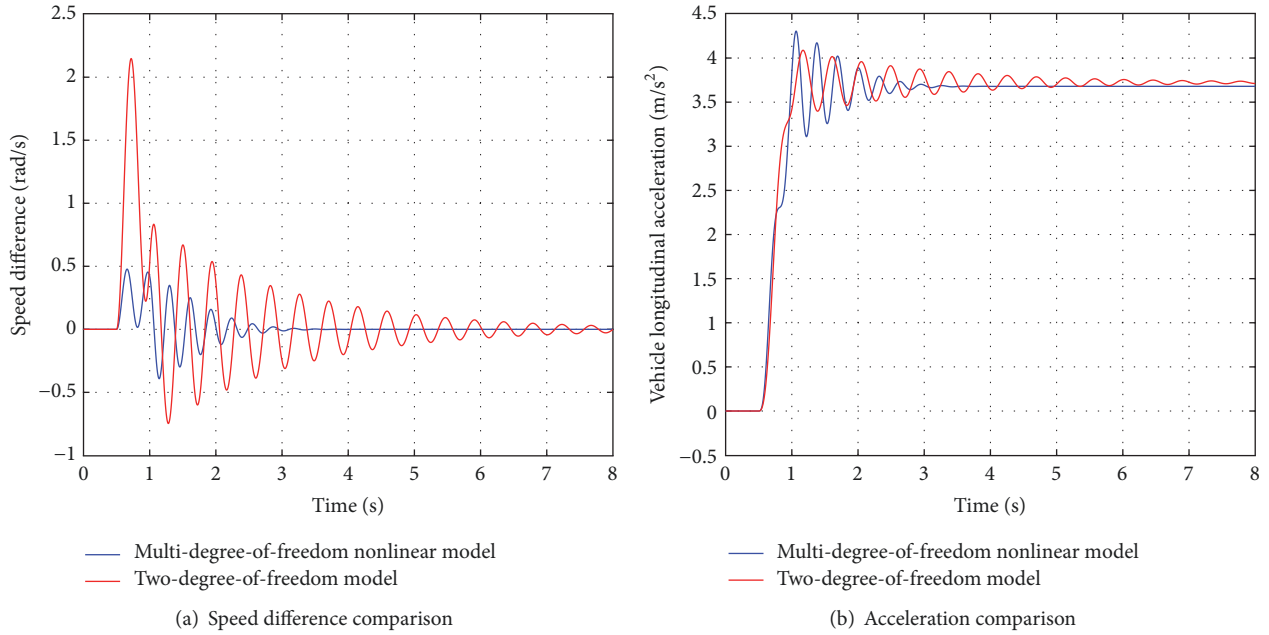 2.5
2
1.5
1
0.5
0
−0.5
−1
Speed difference (rad/s)
0 1 2 3 4 5 6 7 8
Time (s)
Multi-degree-of-freedom nonlinear model
Two-degree-of-freedom model
(a) Speed difference comparison
4.5
4
3.5
3
4.5
4
4.5
1
4.5
0
−0.5
Vehicle longitudinal acceleration (m/s²)
0 1 2 3 4 5 6 7 8
Time (s)
Multi-degree-of-freedom nonlinear model
Two-degree-of-freedom model
(b) Acceleration comparison